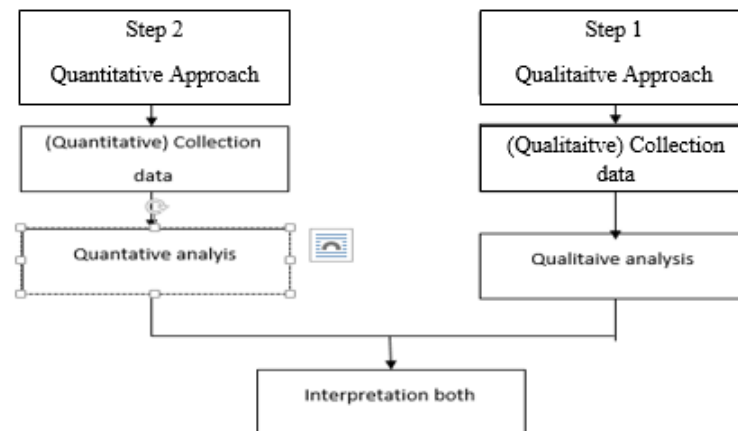 Step 2
Quantitative Approach
(Quantitative) Collection
data
Quantative analyis
Step 1
Qualitaitve Approach
(Qualitaitve) Collection
data
Qualitaive analysis
Interpretation both